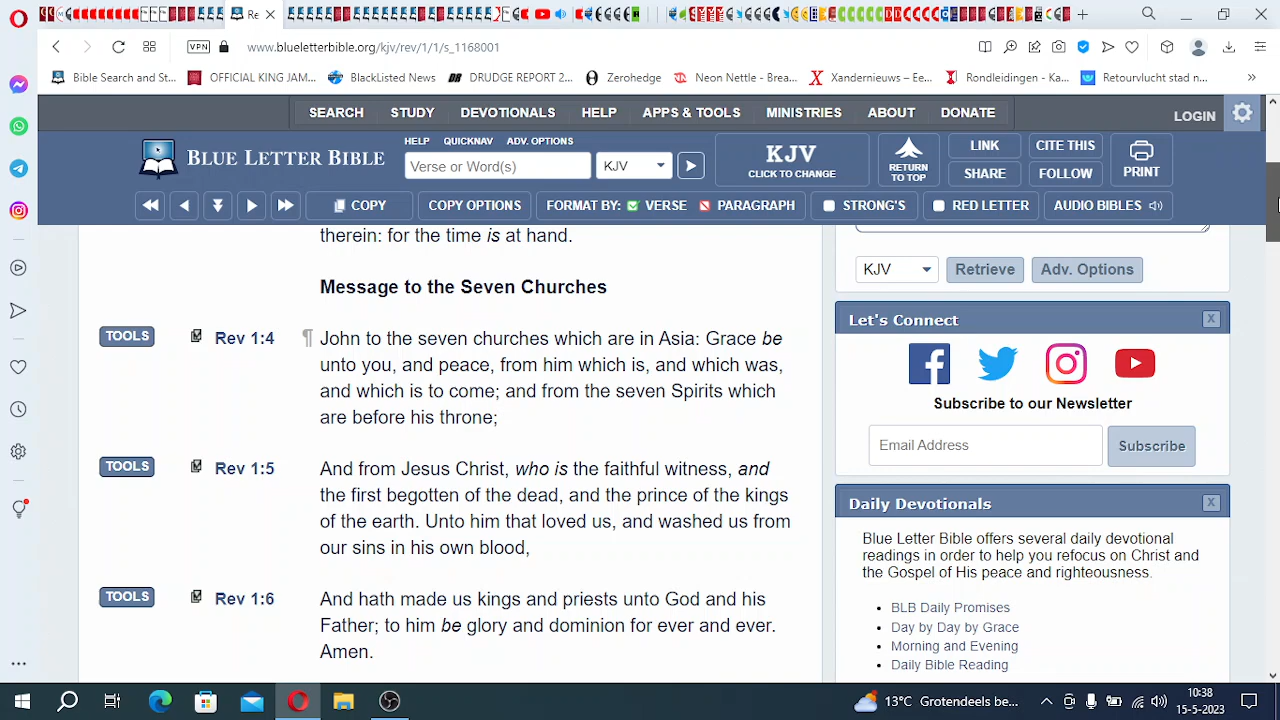 Re
www.blueletterbible.org/kjv/rev/1/1/s_1168001
VPN
Bible Search and St...
OFFICIAL KING JAM...
BlackListed News
DRUDGE REPORT 2...
Zerohedge
Neon Nettle - Brea...
Xandernieuws – Ee...
Rondleidingen - Ka...
Retourvlucht stad n...
SEARCH
STUDY
DEVOTIONALS
HELP
APPS & TOOLS
MINISTRIES
ABOUT
DONATE
LOGIN
BLUE LETTER BIBLE
HELP
QUICKNAV
ADV. OPTIONS
Verse or Word(s)
KJV
KJV
CLICK TO CHANGE
RETURN
TO TOP
LINK
CITE THIS
SHARE
FOLLOW
PRINT
COPY
COPY OPTIONS
FORMAT BY:
VERSE
PARAGRAPH
STRONG'S
RED LETTER
AUDIO BIBLES
therein: for the time is at hand.
Message to the Seven Churches
TOOLS
Rev 1:4
¶ John to the seven churches which are in Asia: Grace be
unto you, and peace, from him which is, and which was,
and which is to come; and from the seven Spirits which
are before his throne;
TOOLS
Rev 1:5
And from Jesus Christ, who is the faithful witness, and
the first begotten of the dead, and the prince of the kings
of the earth. Unto him that loved us, and washed us from
our sins in his own blood,
TOOLS
Rev 1:6
And hath made us kings and priests unto God and his
Father; to him be glory and dominion for ever and ever.
Amen.
KJV
Retrieve
Adv. Options
Let's Connect
X
Subscribe to our Newsletter
Email Address
Subscribe
Daily Devotionals
X
Blue Letter Bible offers several daily devotional
readings in order to help you refocus on Christ and
the Gospel of His peace and righteousness.
BLB Daily Promises
Day by Day by Grace
Morning and Evening
Daily Bible Reading
13°C Grotendeels be...
10:38
15-5-2023